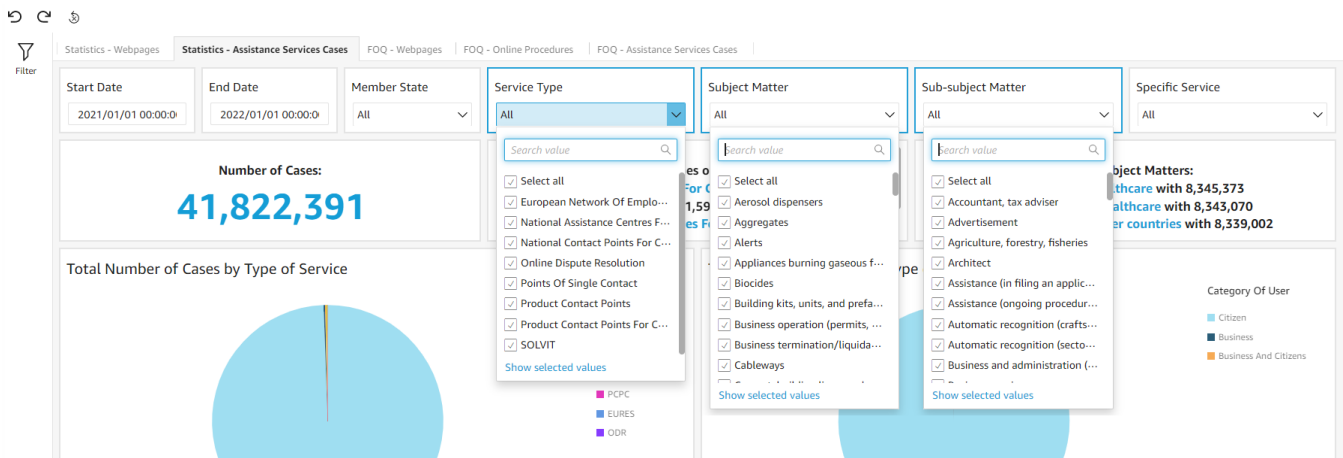 Filter
Statistics - Webpages
Statistics - Assistance Services Cases
FOQ - Webpages
FOQ - Online Procedures
FOQ - Assistance Services Cases
Start Date
2021/01/01 00:00:0
End Date
2022/01/01 00:00:0
Member State
All
Service Type
All
Subject Matter
All
Sub-subject Matter
All
Specific Service
All
Number of Cases:
41,822,391
Search value
Select all
European Network Of Emplo···
National Assistance Centres F···
National Contact Points For C···
Online Dispute Resolution
Points Of Single Contact
Product Contact Points
Product Contact Points For C···
SOLVIT
Show selected values
Search value
Select all
Aerosol dispensers
Aggregates
Alerts
Appliances burning gaseous f···
Biocides
Building kits, units, and prefa···
Business operation (permits, ···
Business termination/liquida···
Cableways
Show selected values
Search value
Select all
Accountant, tax adviser
Advertisement
Agriculture, forestry, fisheries
Architect
Assistance (in filing an applic···
Assistance (ongoing procedur···
Automatic recognition (crafts···
Automatic recognition (secto···
Business and administration (···
Show selected values
es o
For C
1,59
es Fo
bject Matters:
thcare with 8,345,373
althcare with 8,343,070
er countries with 8,339,002
Total Number of Cases by Type of Service
PCPC
EURES
ODR
ype
Category Of User
Citizen
Business
Business And Citizens